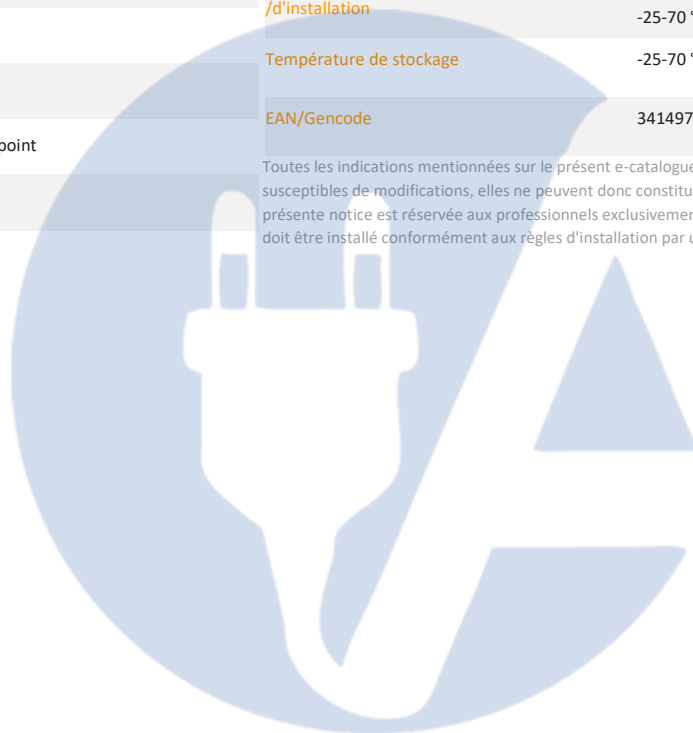 /d'installation
-25-70 °
Température de stockage
-25-70 °
EAN/Gencode
341497
point
Toutes les indications mentionnées sur le présent e-catalogue
susceptibles de modifications, elles ne peuvent donc constitu
présente notice est réservée aux professionnels exclusivemen
doit être installé conformément aux règles d'installation par u